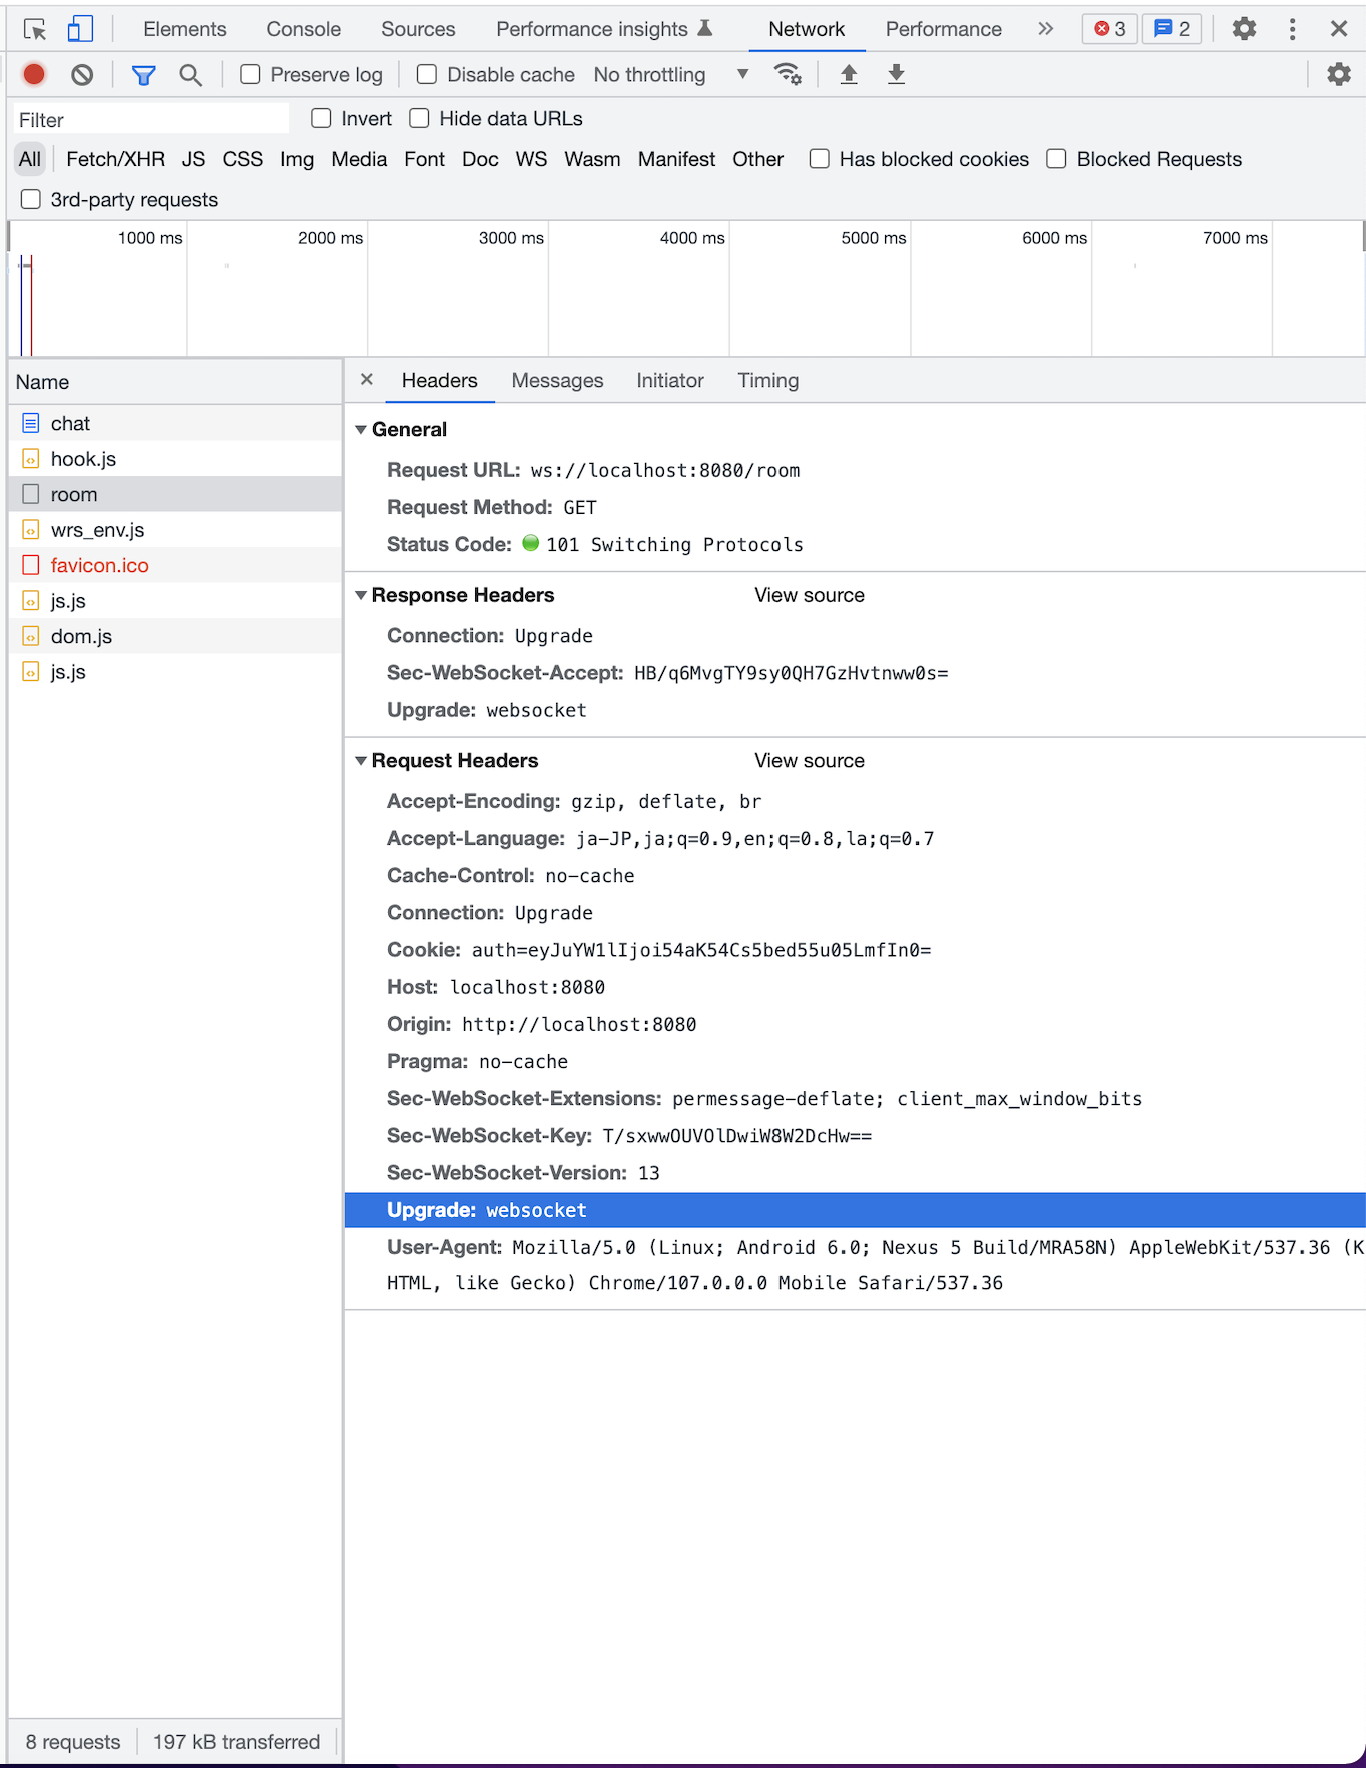 Elements Console Sources Performance insights Network Performance 3 2
Preserve log Disable cache No throttling
Filter Invert Hide data URLs
All Fetch/XHR JS CSS Img Media Font Doc WS Wasm Manifest Other Has blocked cookies Blocked Requests
3rd-party requests
1000 ms 2000 ms 3000 ms 4000 ms 5000 ms 6000 ms 7000 ms
Name
chat
hook.js
room
wrs_env.js
favicon.ico
js.js
dom.js
js.js
8 requests 197 kB transferred
Headers Messages Initiator Timing
General
Request URL: ws://localhost:8080/room
Request Method: GET
Status Code: 101 Switching Protocols
Response Headers View source
Connection: Upgrade
Sec-WebSocket-Accept: HB/q6MvgTY9sy0QH7GzHvtnww0s=
Upgrade: websocket
Request Headers View source
Accept-Encoding: gzip, deflate, br
Accept-Language: ja-JP,ja;q=0.9,en;q=0.8,la;q=0.7
Cache-Control: no-cache
Connection: Upgrade
Cookie: auth=eyJuYW1lIjoi54aK54Cs5bed55u05LmfIn0=
Host: localhost:8080
Origin: http://localhost:8080
Pragma: no-cache
Sec-WebSocket-Extensions: permessage-deflate; client_max_window_bits
Sec-WebSocket-Key: T/sxwwOUVOlDwiW8W2DcHw==
Sec-WebSocket-Version: 13
Upgrade: websocket
User-Agent: Mozilla/5.0 (Linux; Android 6.0; Nexus 5 Build/MRA58N) AppleWebKit/537.36 (K
HTML, like Gecko) Chrome/107.0.0.0 Mobile Safari/537.36